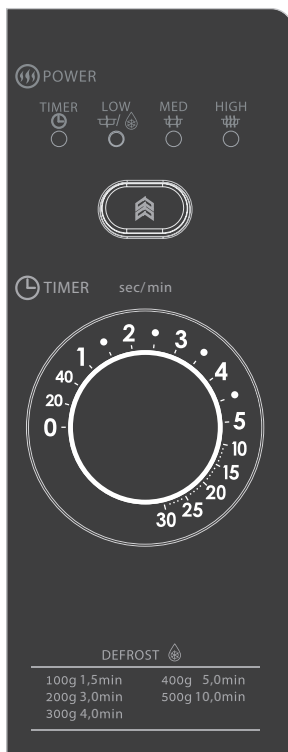 POWER
TIMER LOW MED HIGH
TIMER sec/min
0 20 40 1 2 3 4 5 10 15 20 25 30
DEFROST
100g 1,5min 400g 5,0min
200g 3,0min 500g 10,0min
300g 4,0min